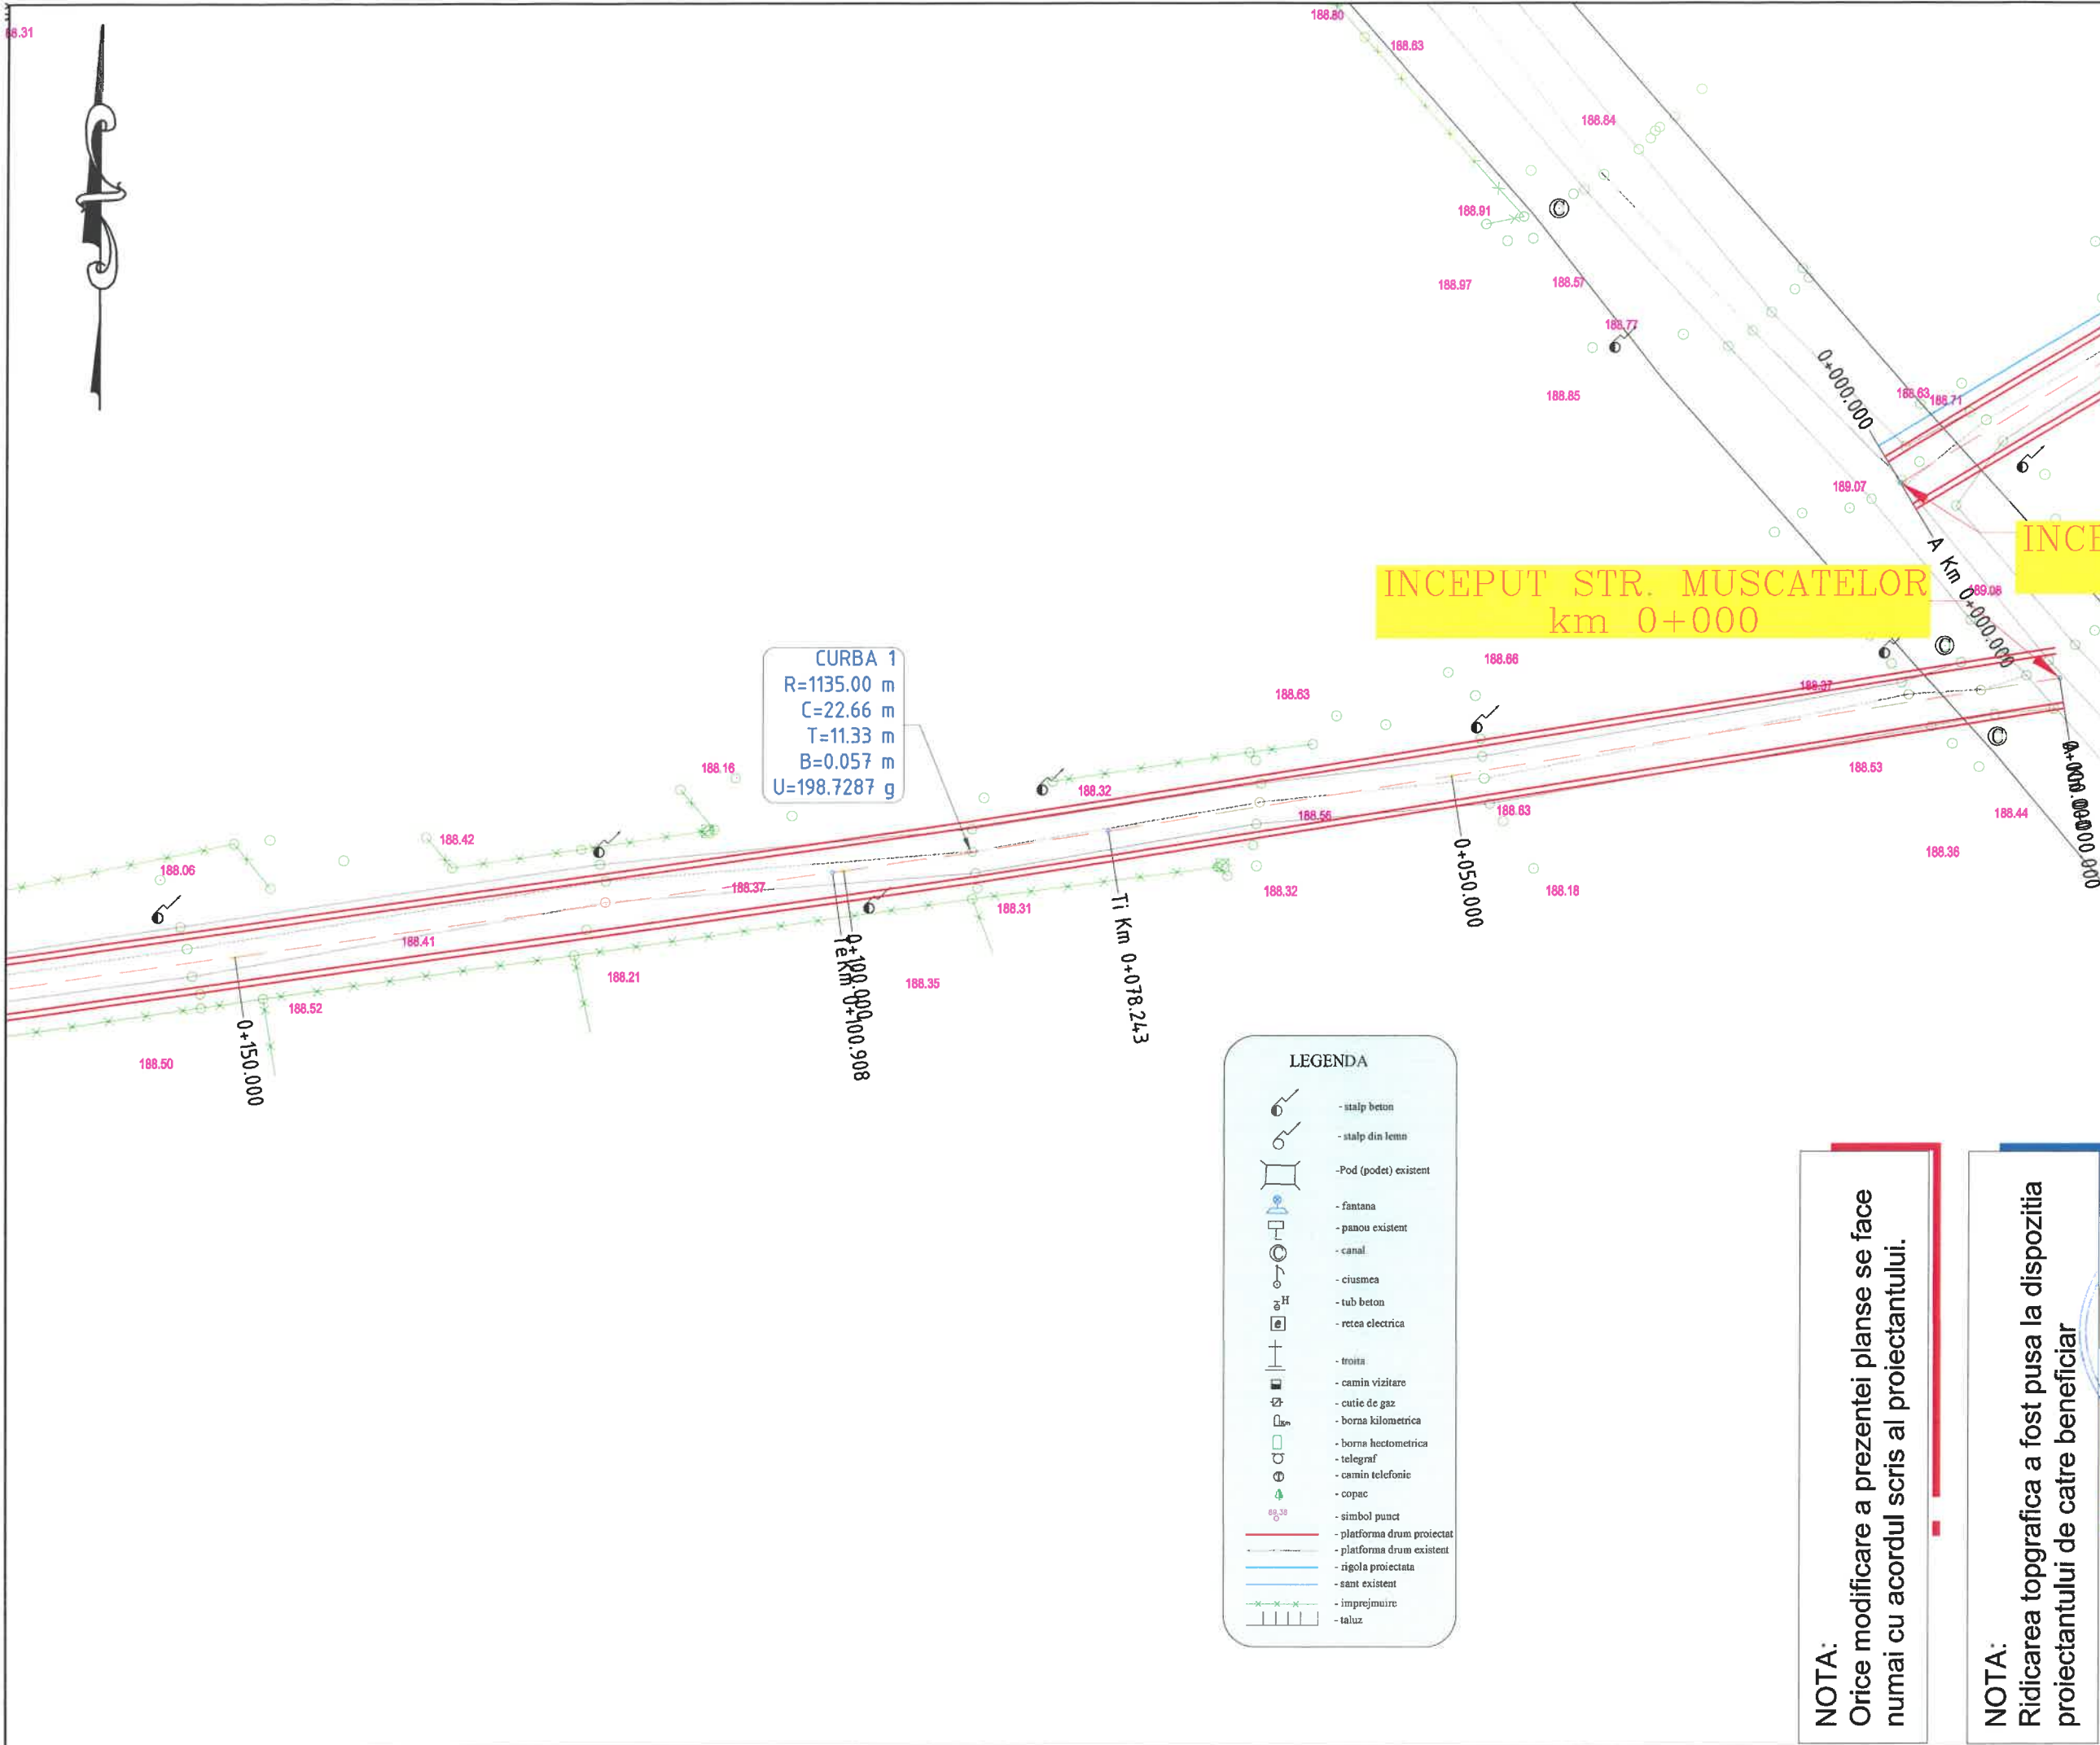 188.80
188.63
188.84
188.91
188.97
188.57
188.77
188.85
0+000.000
188.63
188.71
189.07
INCEPUT STR. MUSCATELOR
km 0+000
A Km 0+000.000
189.08
188.66
188.63
188.37
188.53
188.44
188.36
CURBA 1
R=1135.00 m
C=22.66 m
T=11.33 m
B=0.057 m
U=198.7287 g
188.16
188.32
188.56
188.63
188.42
188.06
188.37
188.32
188.18
0+050.000
188.31
Ti Km 0+078.243
188.41
188.21
188.35
0+100.000
Te Km 0+100.908
188.52
0+150.000
188.50
LEGENDA
- stalp beton
- stalp din lemn
-Pod (podet) existent
- fantana
- panou existent
- canal
- ciusmea
- tub beton
- retea electrica
- troita
- camin vizitare
- cutie de gaz
- borna kilometrica
- borna hectometrica
- telegraf
- camin telefonic
- copac
- simbol punct
- platforma drum proiectat
- platforma drum existent
- rigola proiectata
- sant existent
- imprejmuire
- taluz
NOTA:
Orice modificare a prezentei planse se face
numai cu acordul scris al proiectantului.
NOTA:
Ridicarea topografica a fost pusa la dispozitia
proiectantului de catre beneficiar